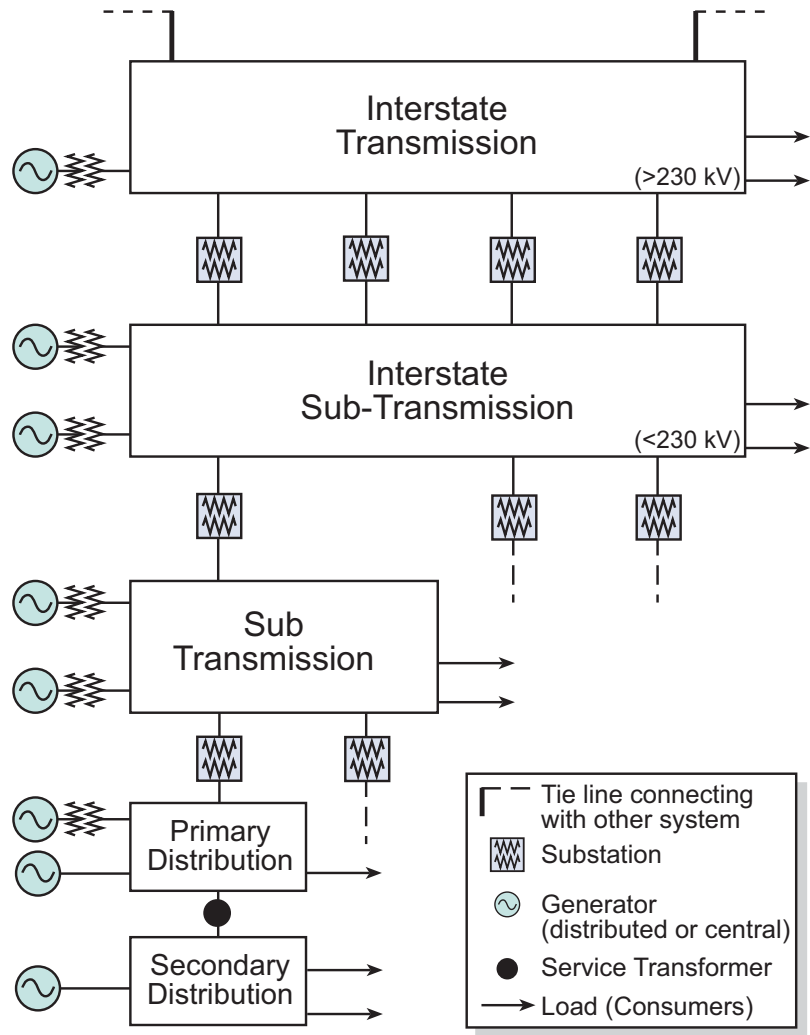 Interstate
Transmission
(>230 kV)
Interstate
Sub-Transmission
(<230 kV)
Sub
Transmission
Primary
Distribution
Secondary
Distribution
Tie line connecting
with other system
Substation
Generator
(distributed or central)
Service Transformer
Load (Consumers)